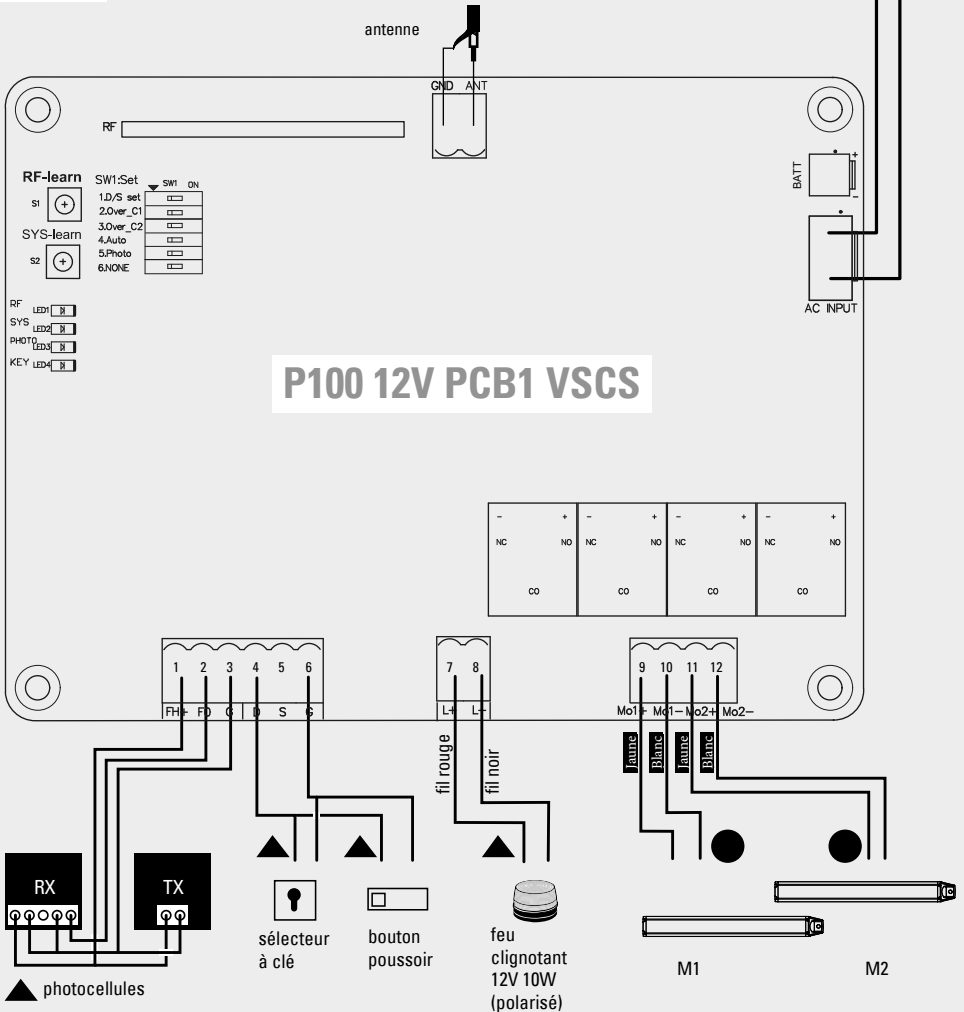 antenne
GND ANT
RF
RF-learn
S1
SYS-learn
S2
SW1:Set
SW1 ON
1.D/S set
2.Over_C1
3.Over_C2
4.Auto
5.Photo
6.NONE
BATT
+
-
AC INPUT
RF LED1
SYS LED2
PHOTO LED3
KEY LED4
P100 12V PCB1 VSCS
- + - + - + - +
NC NO NC NO NC NO NC NO
CO CO CO CO
1 2 3 4 5 6
FH+ F0 G D S G
7 8
L+ L-
9 10 11 12
Mo1+ Mo1- Mo2+ Mo2-
fil rouge
fil noir
Jaune
Blanc
Jaune
Blanc
RX
TX
photocellules
sélecteur
à clé
bouton
poussoir
feu
clignotant
12V 10W
(polarisé)
M1
M2